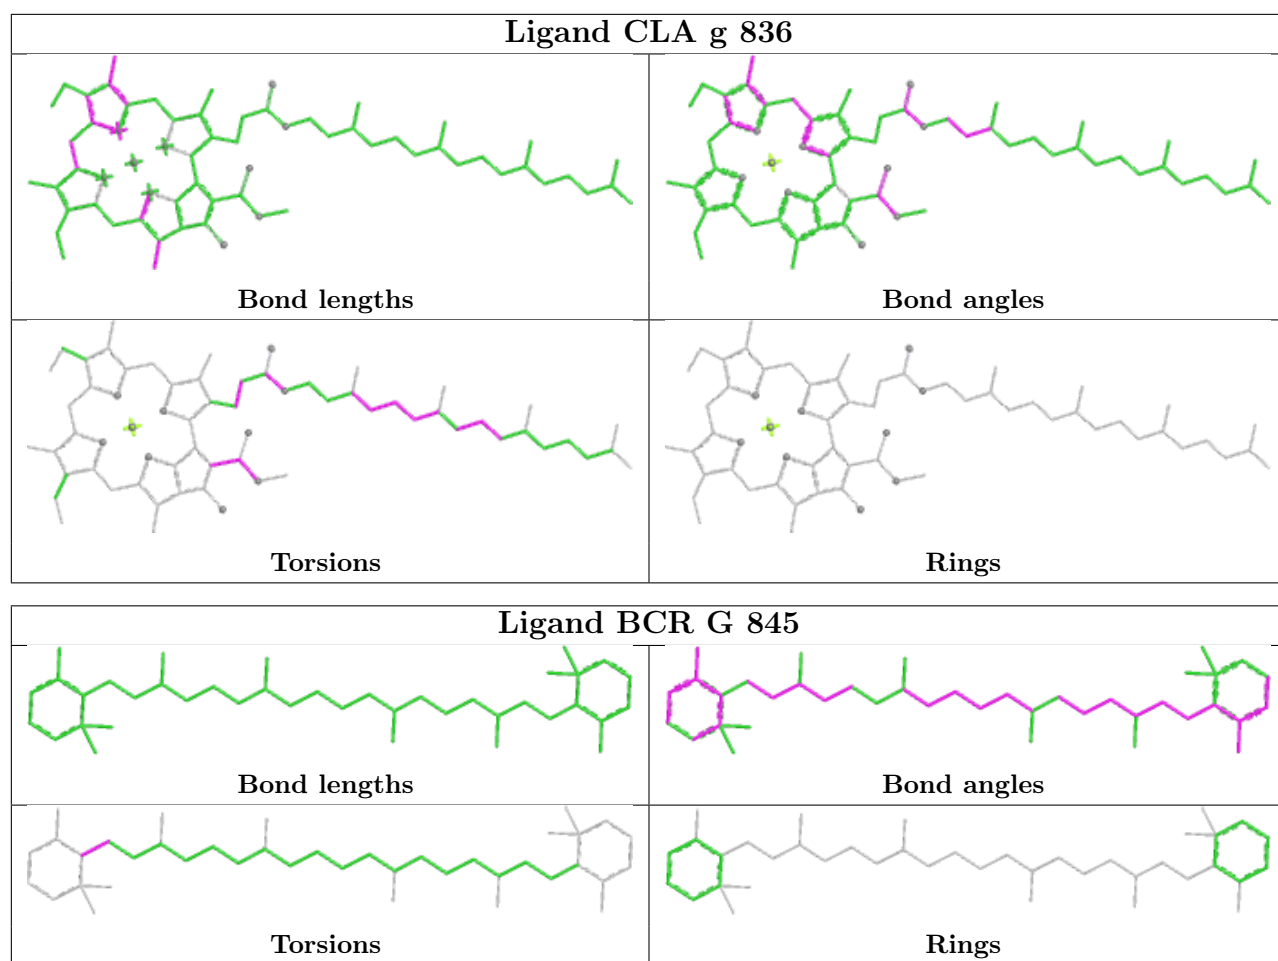 Ligand CLA g 836
Bond lengths
Bond angles
Torsions
Rings
Ligand BCR G 845
Bond lengths
Bond angles
Torsions
Rings